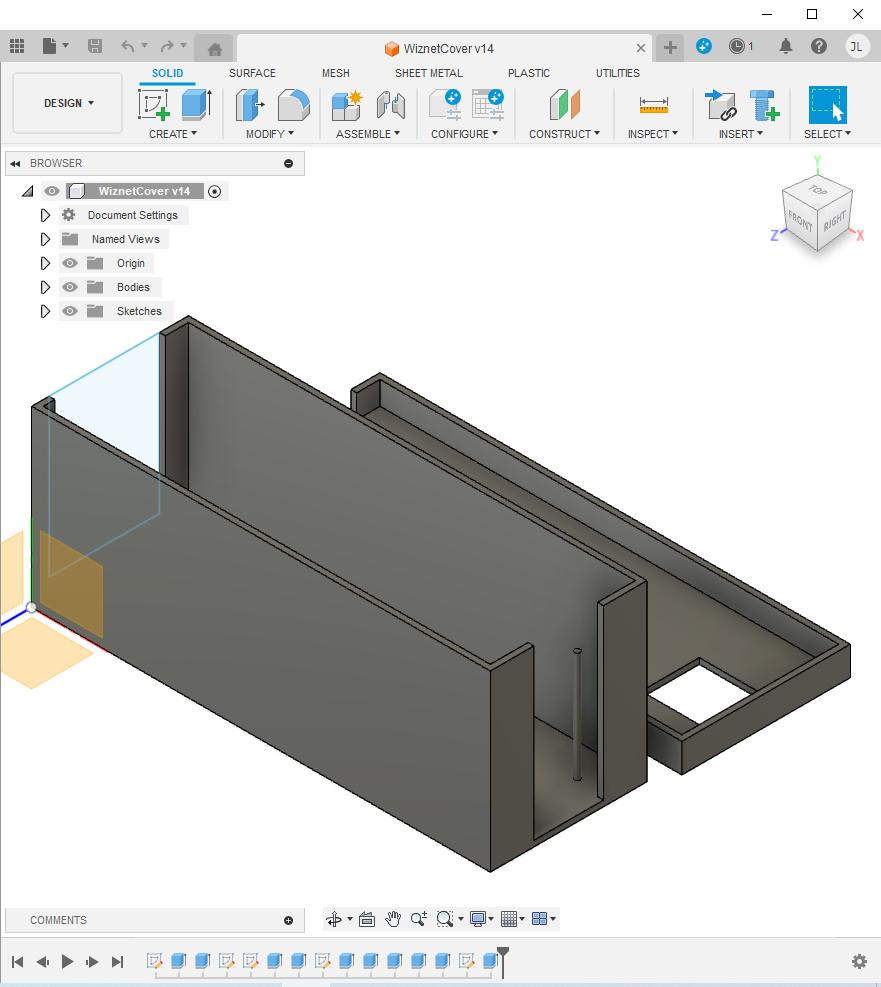 WiznetCover v14
1
JL
DESIGN
SOLID
SURFACE
MESH
SHEET METAL
PLASTIC
UTILITIES
CREATE
MODIFY
ASSEMBLE
CONFIGURE
CONSTRUCT
INSPECT
INSERT
SELECT
BROWSER
WiznetCover v14
Document Settings
Named Views
Origin
Bodies
Sketches
Y
TOP
FRONT
RIGHT
Z
X
COMMENTS